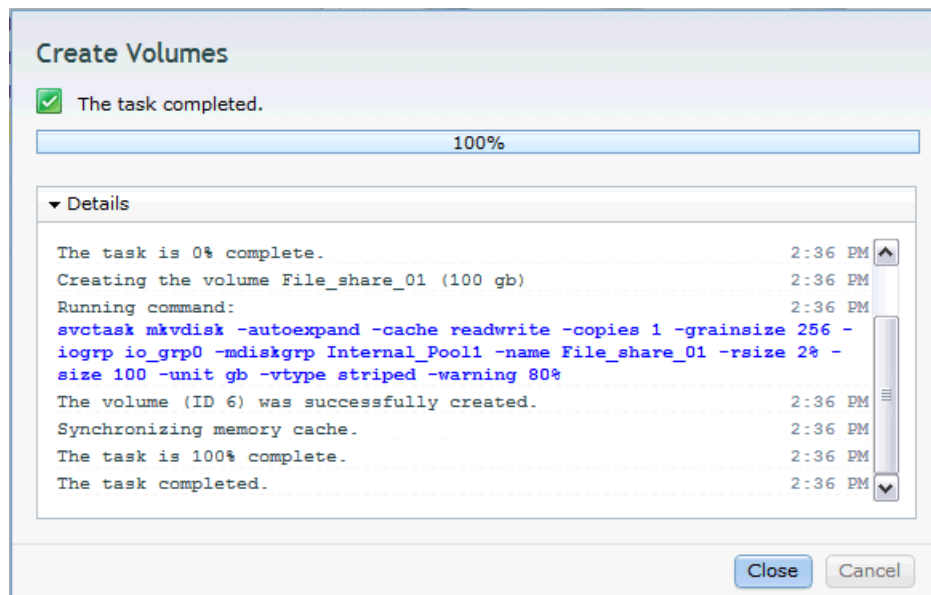 Create Volumes
The task completed.
100%
Details
The task is 0% complete. 2:36 PM
Creating the volume File_share_01 (100 gb) 2:36 PM
Running command: 2:36 PM
svctask mkvdisk -autoexpand -cache readwrite -copies 1 -grainsize 256 -
iogrp io_grp0 -mdiskgrp Internal_Pool1 -name File_share_01 -rsize 2% -
size 100 -unit gb -vtype striped -warning 80%
The volume (ID 6) was successfully created. 2:36 PM
Synchronizing memory cache. 2:36 PM
The task is 100% complete. 2:36 PM
The task completed. 2:36 PM
Close Cancel